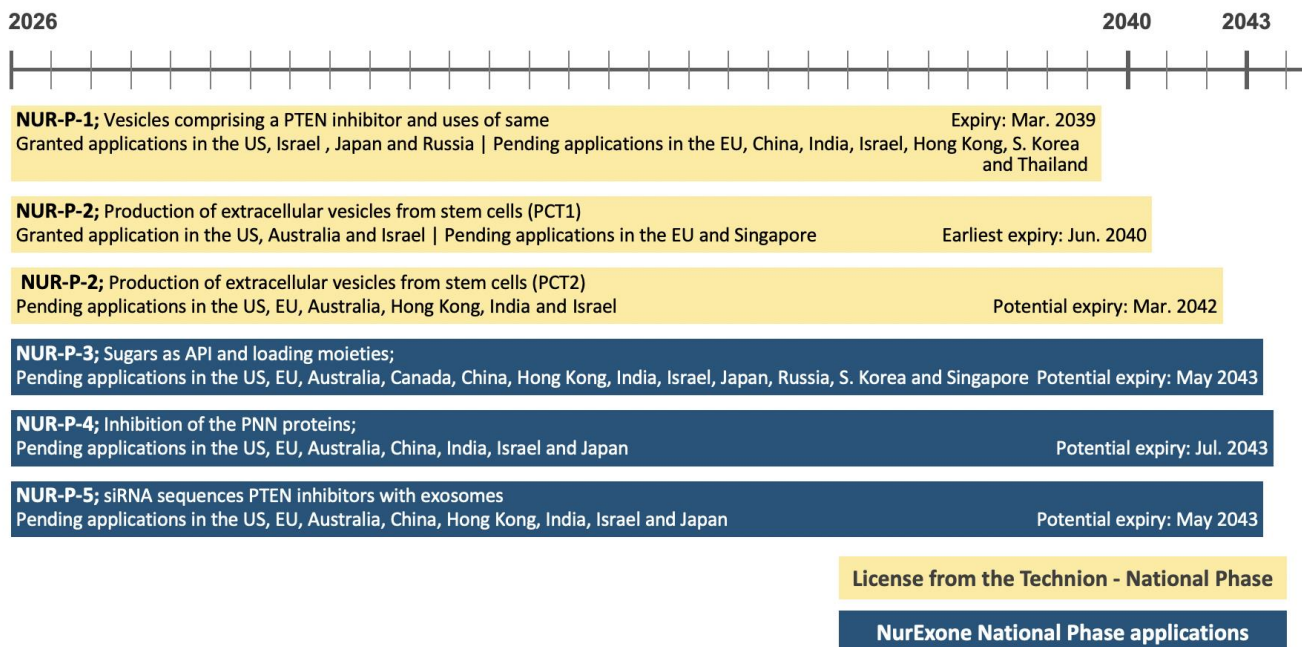 2026 2040 2043
NUR-P-1; Vesicles comprising a PTEN inhibitor and uses of same Expiry: Mar. 2039
Granted applications in the US, Israel , Japan and Russia | Pending applications in the EU, China, India, Israel, Hong Kong, S. Korea
and Thailand
NUR-P-2; Production of extracellular vesicles from stem cells (PCT1)
Granted application in the US, Australia and Israel | Pending applications in the EU and Singapore Earliest expiry: Jun. 2040
NUR-P-2; Production of extracellular vesicles from stem cells (PCT2)
Pending applications in the US, EU, Australia, Hong Kong, India and Israel Potential expiry: Mar. 2042
NUR-P-3; Sugars as API and loading moieties;
Pending applications in the US, EU, Australia, Canada, China, Hong Kong, India, Israel, Japan, Russia, S. Korea and Singapore Potential expiry: May 2043
NUR-P-4; Inhibition of the PNN proteins;
Pending applications in the US, EU, Australia, China, India, Israel and Japan Potential expiry: Jul. 2043
NUR-P-5; siRNA sequences PTEN inhibitors with exosomes
Pending applications in the US, EU, Australia, China, Hong Kong, India, Israel and Japan Potential expiry: May 2043
License from the Technion - National Phase
NurExone National Phase applications